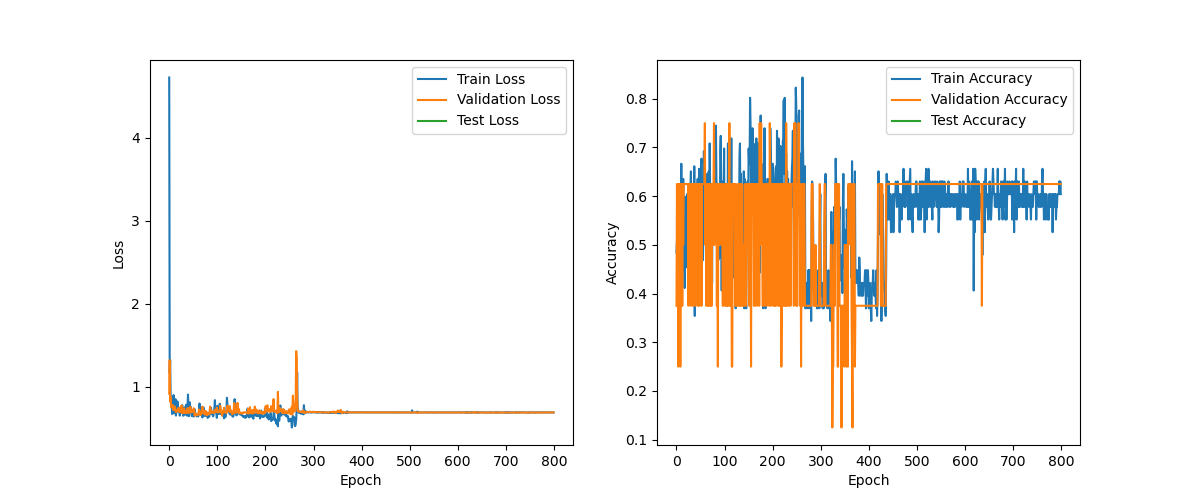 Train Loss
Validation Loss
Test Loss
4
3
2
1
Loss
0 100 200 300 400 500 600 700 800
Epoch
Train Accuracy
Validation Accuracy
Test Accuracy
0.8
0.7
0.6
0.5
0.4
0.3
0.2
0.1
Accuracy
0 100 200 300 400 500 600 700 800
Epoch